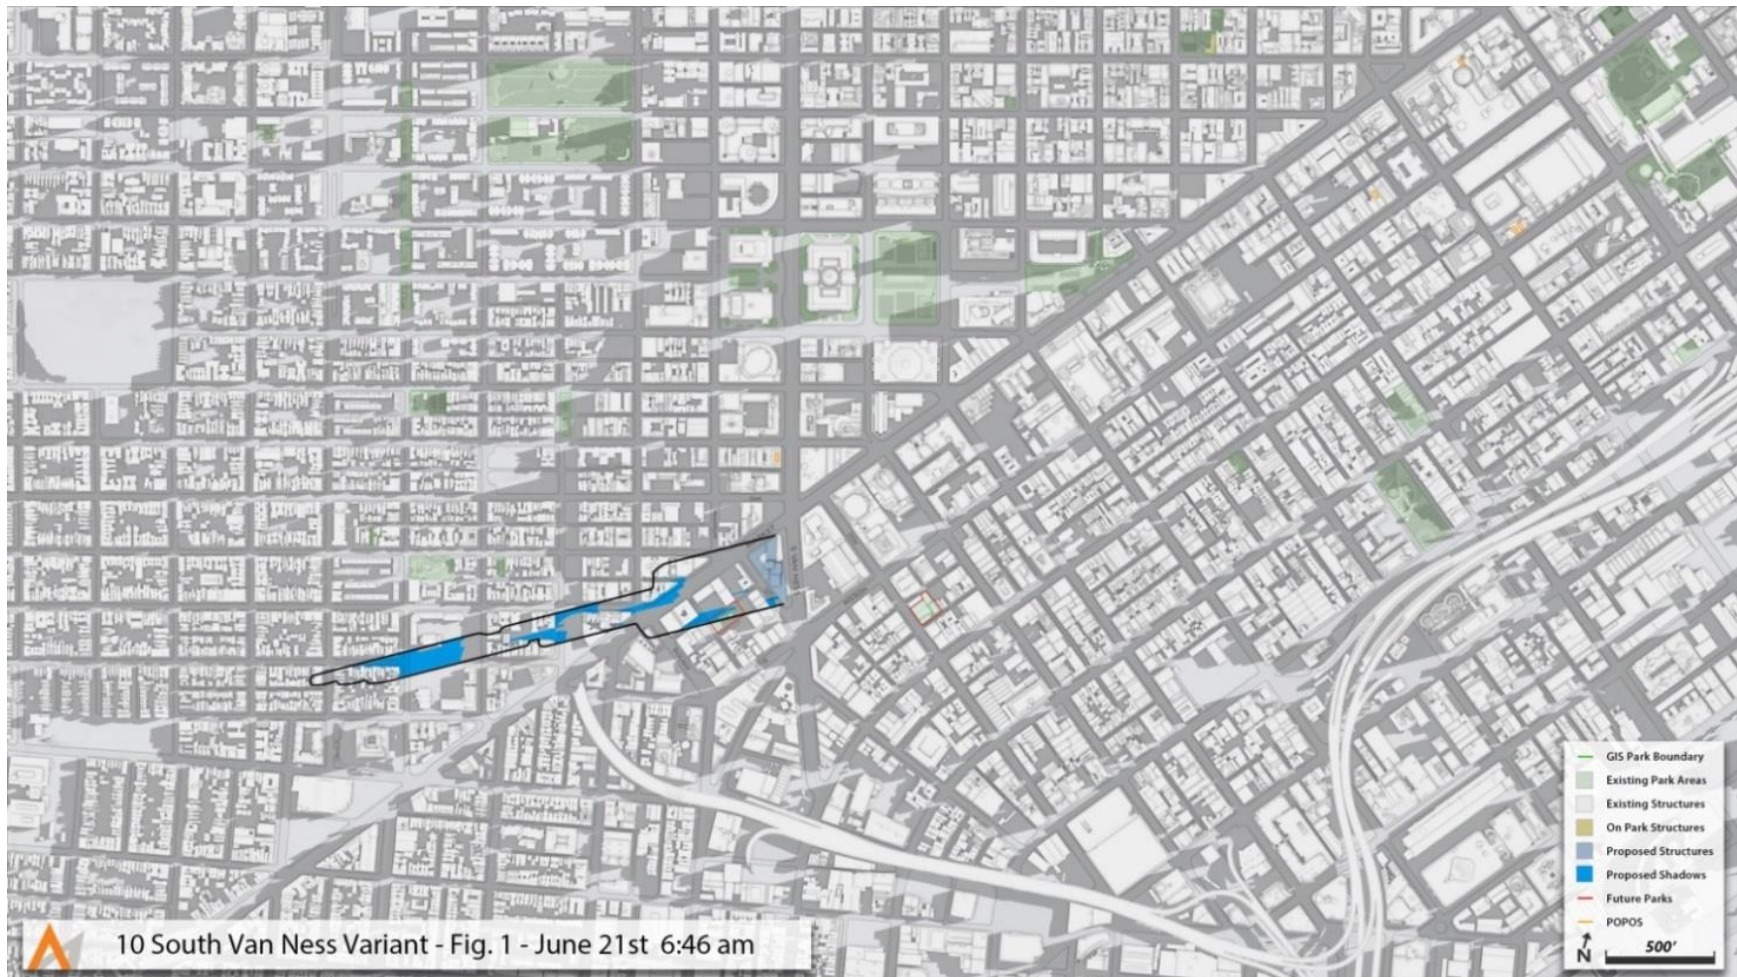 GIS Park Boundary
Existing Park Areas
Existing Structures
On Park Structures
Proposed Structures
Proposed Shadows
Future Parks
POPOS
N
500'
10 South Van Ness Variant - Fig. 1 - June 21st 6:46 am